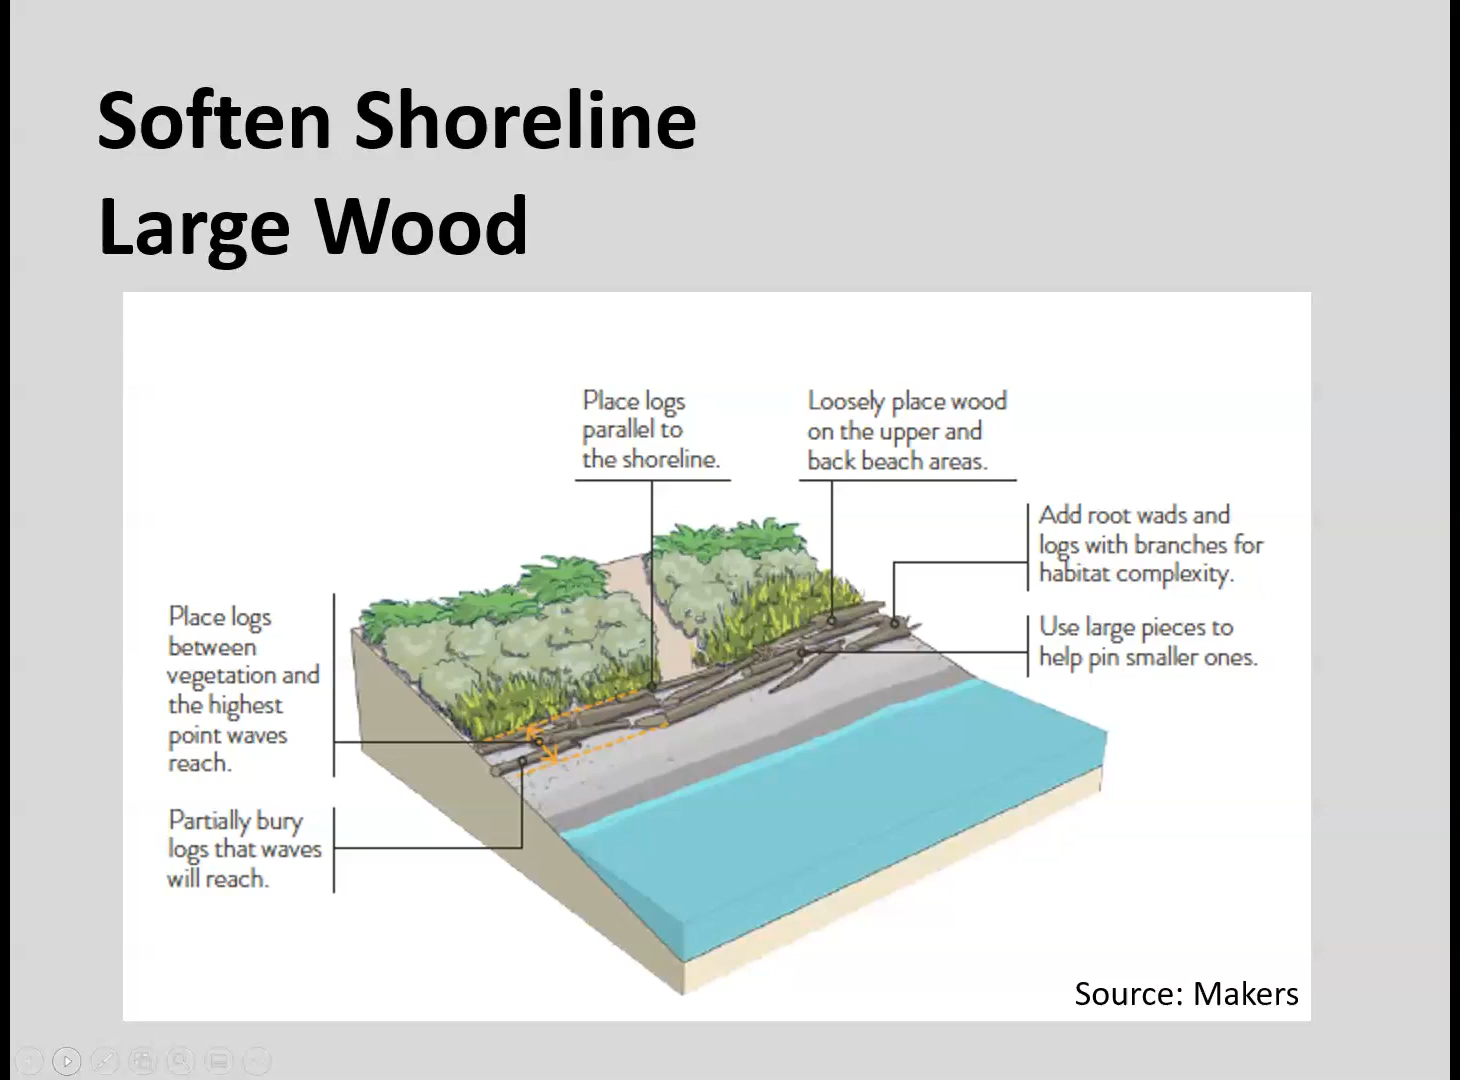 Soften Shoreline
Large Wood
Place logs
parallel to
the shoreline.
Loosely place wood
on the upper and
back beach areas.
Add root wads and
logs with branches for
habitat complexity.
Use large pieces to
help pin smaller ones.
Place logs
between
vegetation and
the highest
point waves
reach.
Partially bury
logs that waves
will reach.
Source: Makers